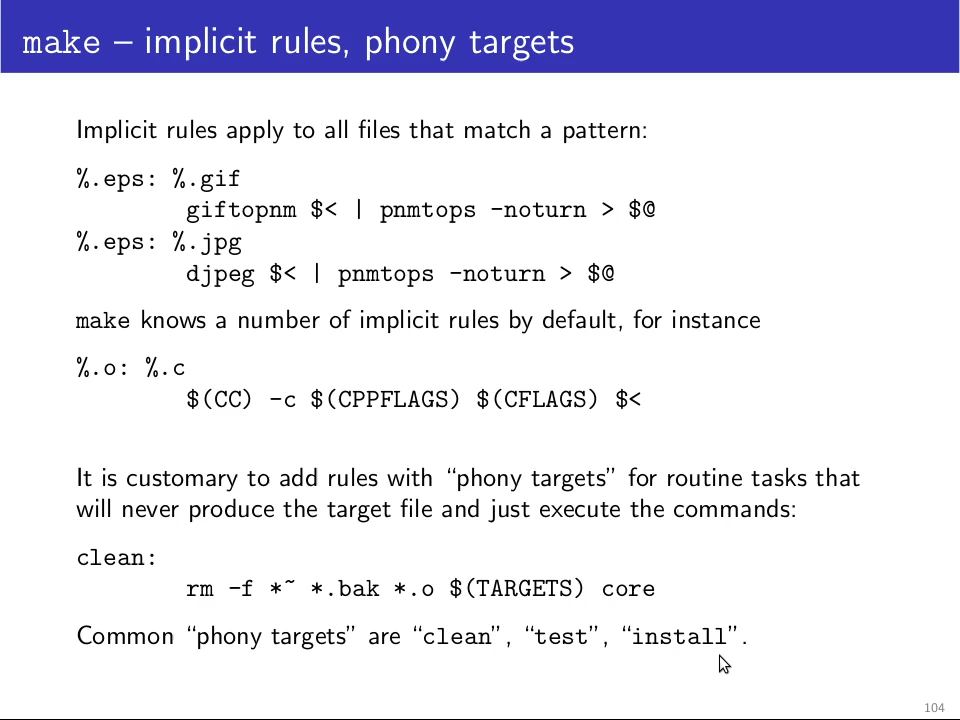 make – implicit rules, phony targets
Implicit rules apply to all files that match a pattern:
%.eps: %.gif
        giftopnm $< | pnmtops -noturn > $@
%.eps: %.jpg
        djpeg $< | pnmtops -noturn > $@
make knows a number of implicit rules by default, for instance
%.o: %.c
        $(CC) -c $(CPPFLAGS) $(CFLAGS) $<
It is customary to add rules with “phony targets” for routine tasks that
will never produce the target file and just execute the commands:
clean:
        rm -f *~ *.bak *.o $(TARGETS) core
Common “phony targets” are “clean”, “test”, “install”.
104